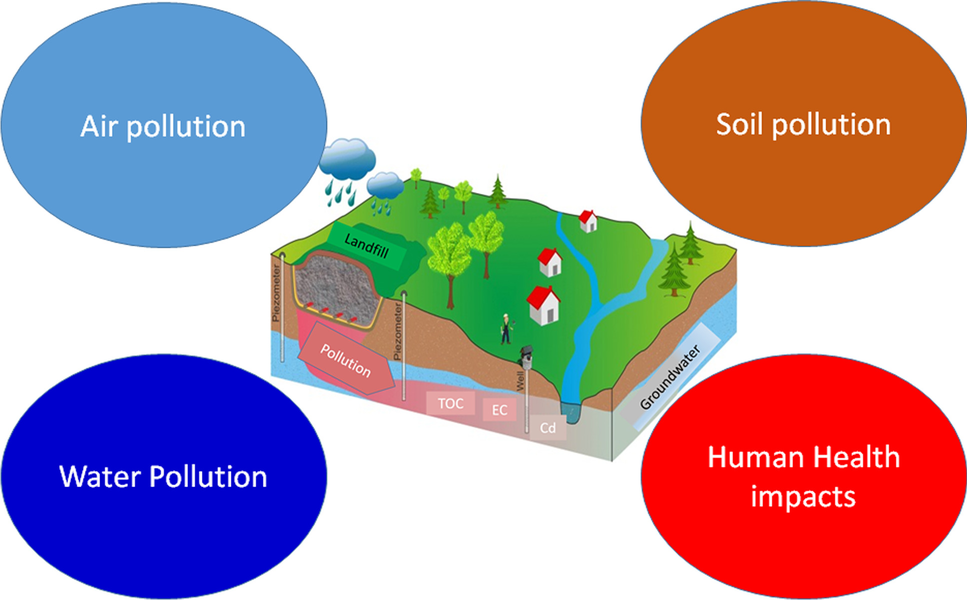 Air pollution
Soil pollution
Landfill
Piezometer
Piezometer
Pollution
Well
Groundwater
TOC
EC
Cd
Water Pollution
Human Health
impacts